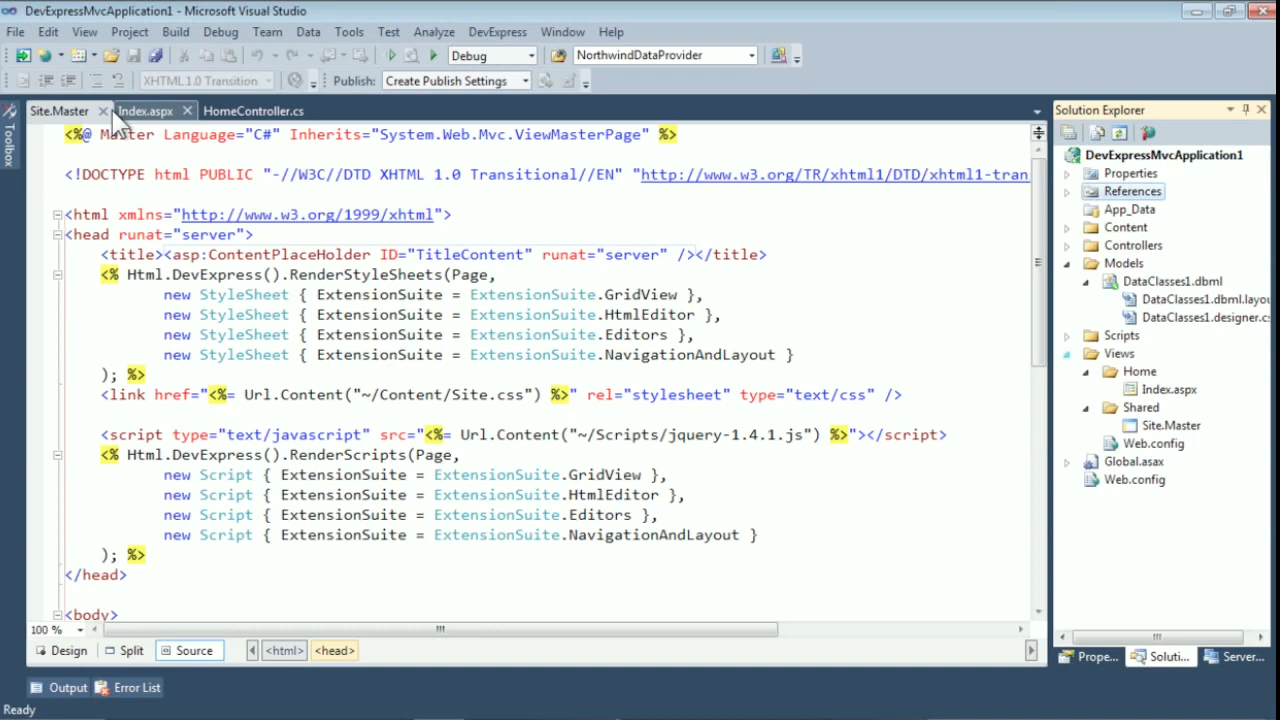 DevExpressMvcApplication1 - Microsoft Visual Studio
File Edit View Project Build Debug Team Data Tools Test Analyze DevExpress Window Help
Debug NorthwindDataProvider
XHTML 1.0 Transition Publish: Create Publish Settings
Site.Master Index.aspx HomeController.cs
Toolbox
<%@ Master Language="C#" Inherits="System.Web.Mvc.ViewMasterPage" %>
<!DOCTYPE html PUBLIC "-//W3C//DTD XHTML 1.0 Transitional//EN" "http://www.w3.org/TR/xhtml1/DTD/xhtml1-tran
<html xmlns="http://www.w3.org/1999/xhtml">
<head runat="server">
<title><asp:ContentPlaceHolder ID="TitleContent" runat="server" /></title>
<% Html.DevExpress().RenderStyleSheets(Page,
new StyleSheet { ExtensionSuite = ExtensionSuite.GridView },
new StyleSheet { ExtensionSuite = ExtensionSuite.HtmlEditor },
new StyleSheet { ExtensionSuite = ExtensionSuite.Editors },
new StyleSheet { ExtensionSuite = ExtensionSuite.NavigationAndLayout }
); %>
<link href="<%= Url.Content("~/Content/Site.css") %>" rel="stylesheet" type="text/css" />
<script type="text/javascript" src="<%= Url.Content("~/Scripts/jquery-1.4.1.js") %>"></script>
<% Html.DevExpress().RenderScripts(Page,
new Script { ExtensionSuite = ExtensionSuite.GridView },
new Script { ExtensionSuite = ExtensionSuite.HtmlEditor },
new Script { ExtensionSuite = ExtensionSuite.Editors },
new Script { ExtensionSuite = ExtensionSuite.NavigationAndLayout }
); %>
</head>
<body>
100 %
Design Split Source <html> <head>
Solution Explorer
DevExpressMvcApplication1
Properties
References
App_Data
Content
Controllers
Models
DataClasses1.dbml
DataClasses1.dbml.layou
DataClasses1.designer.cs
Scripts
Views
Home
Index.aspx
Shared
Site.Master
Web.config
Global.asax
Web.config
Prope... Soluti... Server...
Output Error List
Ready